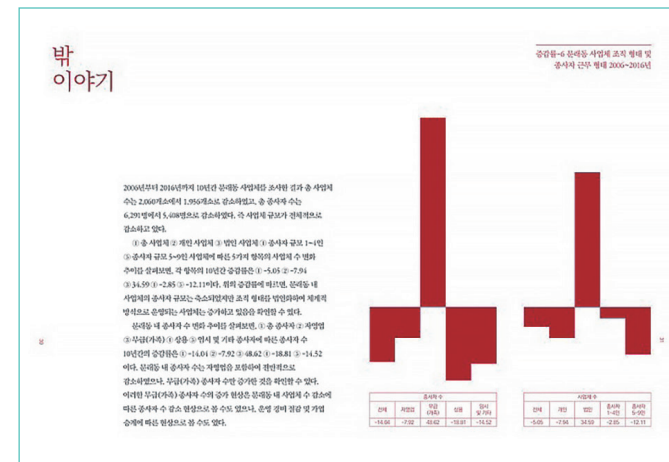 밖
이야기
증감률-6 문래동 사업체 조직 형태 및
종사자 근무 형태 2006~2016년
2006년부터 2016년까지 10년간 문래동 사업체를 조사한 결과 총 사업체
수는 2,060개소에서 1,956개소로 감소하였고, 총 종사자 수는
6,291명에서 5,408명으로 감소하였다. 즉 사업체 규모가 전체적으로
감소하고 있다.
① 총 사업체 ② 개인 사업체 ③ 법인 사업체 ④ 종사자 규모 1~4인
⑤ 종사자 규모 5~9인 사업체에 따른 5가지 항목의 사업체 수 변화
추이를 살펴보면, 각 항목의 10년간 증감률은 ① -5.05 ② -7.94
③ 34.59 ④ -2.85 ⑤ -12.11이다. 위의 증감률에 따르면, 문래동 내
사업체의 종사자 규모는 축소되었지만 조직 형태를 법인화하여 체계적
방식으로 운영되는 사업체는 증가하고 있음을 확인할 수 있다.
문래동 내 종사자 수 변화 추이를 살펴보면, ① 총 종사자 ② 자영업
③ 무급(가족) ④ 상용 ⑤ 임시 및 기타 종사자에 따른 종사자 수
10년간의 증감률은 ① -14.04 ② -7.92 ③ 48.62 ④ -18.81 ⑤ -14.52
이다. 문래동 내 종사자 수는 자영업을 포함하여 전반적으로
감소하였으나, 무급(가족) 종사자 수만 증가한 것을 확인할 수 있다.
이러한 무급(가족) 종사자 수의 증가 현상은 문래동 내 사업체 수 감소에
따른 종사자 수 감소 현상으로 볼 수도 있으나, 운영 경비 절감 및 가업
승계에 따른 현상으로 볼 수도 있다.
종사자 수
전체 자영업 무급(가족) 상용 임시 및 기타
-14.04 -7.92 48.62 -18.81 -14.52
사업체 수
전체 개인 법인 종사자 1~4인 종사자 5~9인
-5.05 -7.94 34.59 -2.85 -12.11